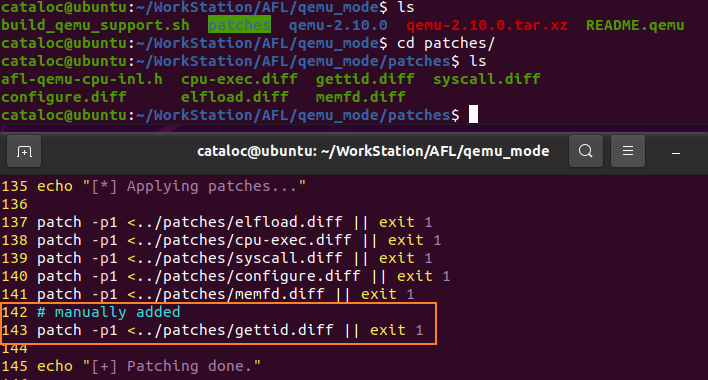 cataloc@ubuntu:~/WorkStation/AFL/qemu_mode$ ls
build_qemu_support.sh patches qemu-2.10.0 qemu-2.10.0.tar.xz README.qemu
cataloc@ubuntu:~/WorkStation/AFL/qemu_mode$ cd patches/
cataloc@ubuntu:~/WorkStation/AFL/qemu_mode/patches$ ls
afl-qemu-cpu-inl.h cpu-exec.diff gettid.diff syscall.diff
configure.diff elfload.diff memfd.diff
cataloc@ubuntu:~/WorkStation/AFL/qemu_mode/patches$
cataloc@ubuntu: ~/WorkStation/AFL/qemu_mode
135 echo "[*] Applying patches..."
136
137 patch -p1 <../patches/elfload.diff || exit 1
138 patch -p1 <../patches/cpu-exec.diff || exit 1
139 patch -p1 <../patches/syscall.diff || exit 1
140 patch -p1 <../patches/configure.diff || exit 1
141 patch -p1 <../patches/memfd.diff || exit 1
142 # manually added
143 patch -p1 <../patches/gettid.diff || exit 1
144
145 echo "[+] Patching done."